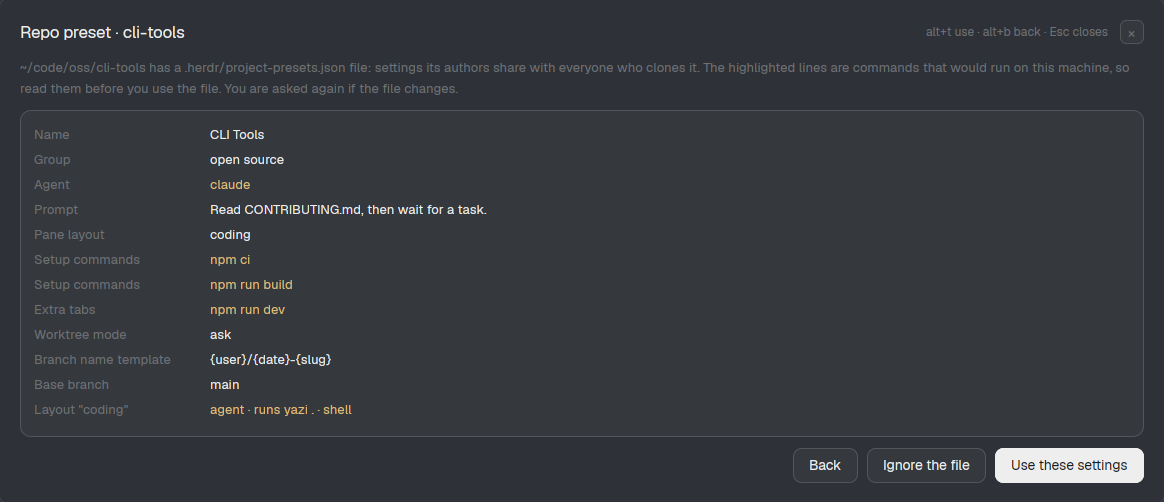 Repo preset · cli-tools
alt+t use · alt+b back · Esc closes
×
~/code/oss/cli-tools has a .herdr/project-presets.json file: settings its authors share with everyone who clones it. The highlighted lines are commands that would run on this machine, so
read them before you use the file. You are asked again if the file changes.
Name CLI Tools
Group open source
Agent claude
Prompt Read CONTRIBUTING.md, then wait for a task.
Pane layout coding
Setup commands npm ci
Setup commands npm run build
Extra tabs npm run dev
Worktree mode ask
Branch name template {user}/{date}-{slug}
Base branch main
Layout "coding" agent · runs yazi . · shell
Back Ignore the file Use these settings